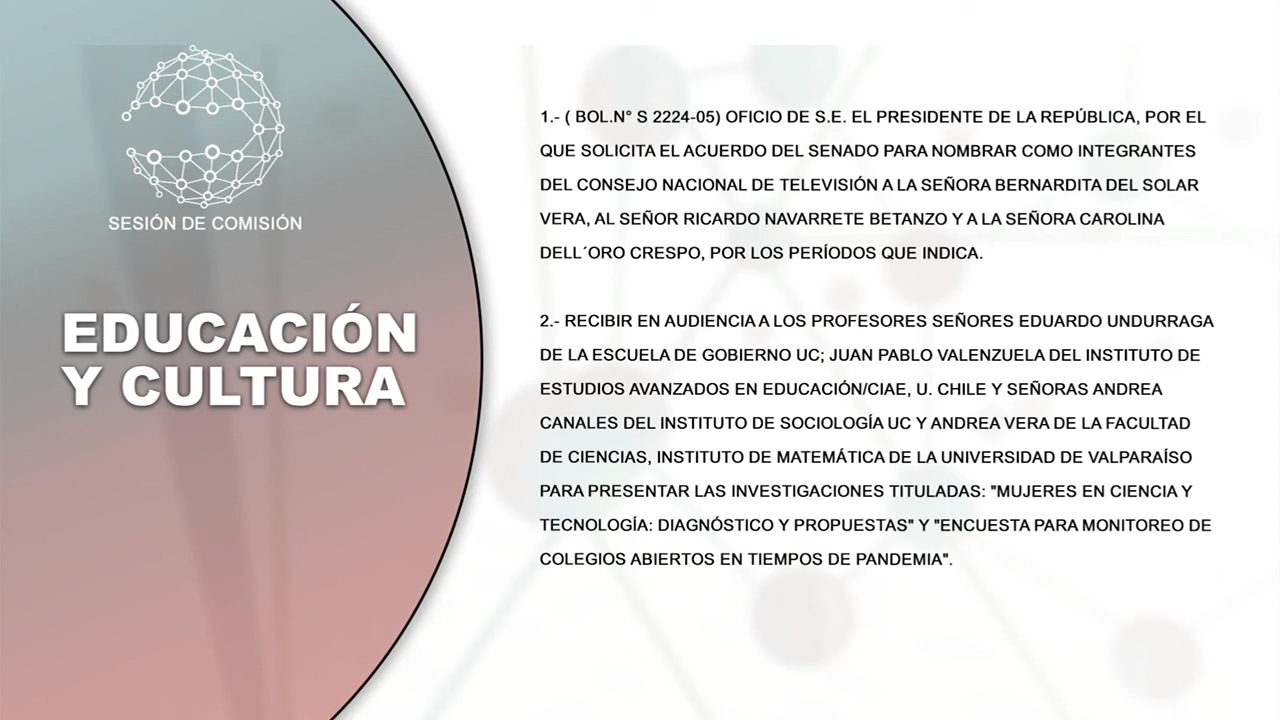 SESIÓN DE COMISIÓN
EDUCACIÓN
Y CULTURA
1.- ( BOL.N° S 2224-05) OFICIO DE S.E. EL PRESIDENTE DE LA REPÚBLICA, POR EL
QUE SOLICITA EL ACUERDO DEL SENADO PARA NOMBRAR COMO INTEGRANTES
DEL CONSEJO NACIONAL DE TELEVISIÓN A LA SEÑORA BERNARDITA DEL SOLAR
VERA, AL SEÑOR RICARDO NAVARRETE BETANZO Y A LA SEÑORA CAROLINA
DELL´ORO CRESPO, POR LOS PERÍODOS QUE INDICA.
2.- RECIBIR EN AUDIENCIA A LOS PROFESORES SEÑORES EDUARDO UNDURRAGA
DE LA ESCUELA DE GOBIERNO UC; JUAN PABLO VALENZUELA DEL INSTITUTO DE
ESTUDIOS AVANZADOS EN EDUCACIÓN/CIAE, U. CHILE Y SEÑORAS ANDREA
CANALES DEL INSTITUTO DE SOCIOLOGÍA UC Y ANDREA VERA DE LA FACULTAD
DE CIENCIAS, INSTITUTO DE MATEMÁTICA DE LA UNIVERSIDAD DE VALPARAÍSO
PARA PRESENTAR LAS INVESTIGACIONES TITULADAS: "MUJERES EN CIENCIA Y
TECNOLOGÍA: DIAGNÓSTICO Y PROPUESTAS" Y "ENCUESTA PARA MONITOREO DE
COLEGIOS ABIERTOS EN TIEMPOS DE PANDEMIA".